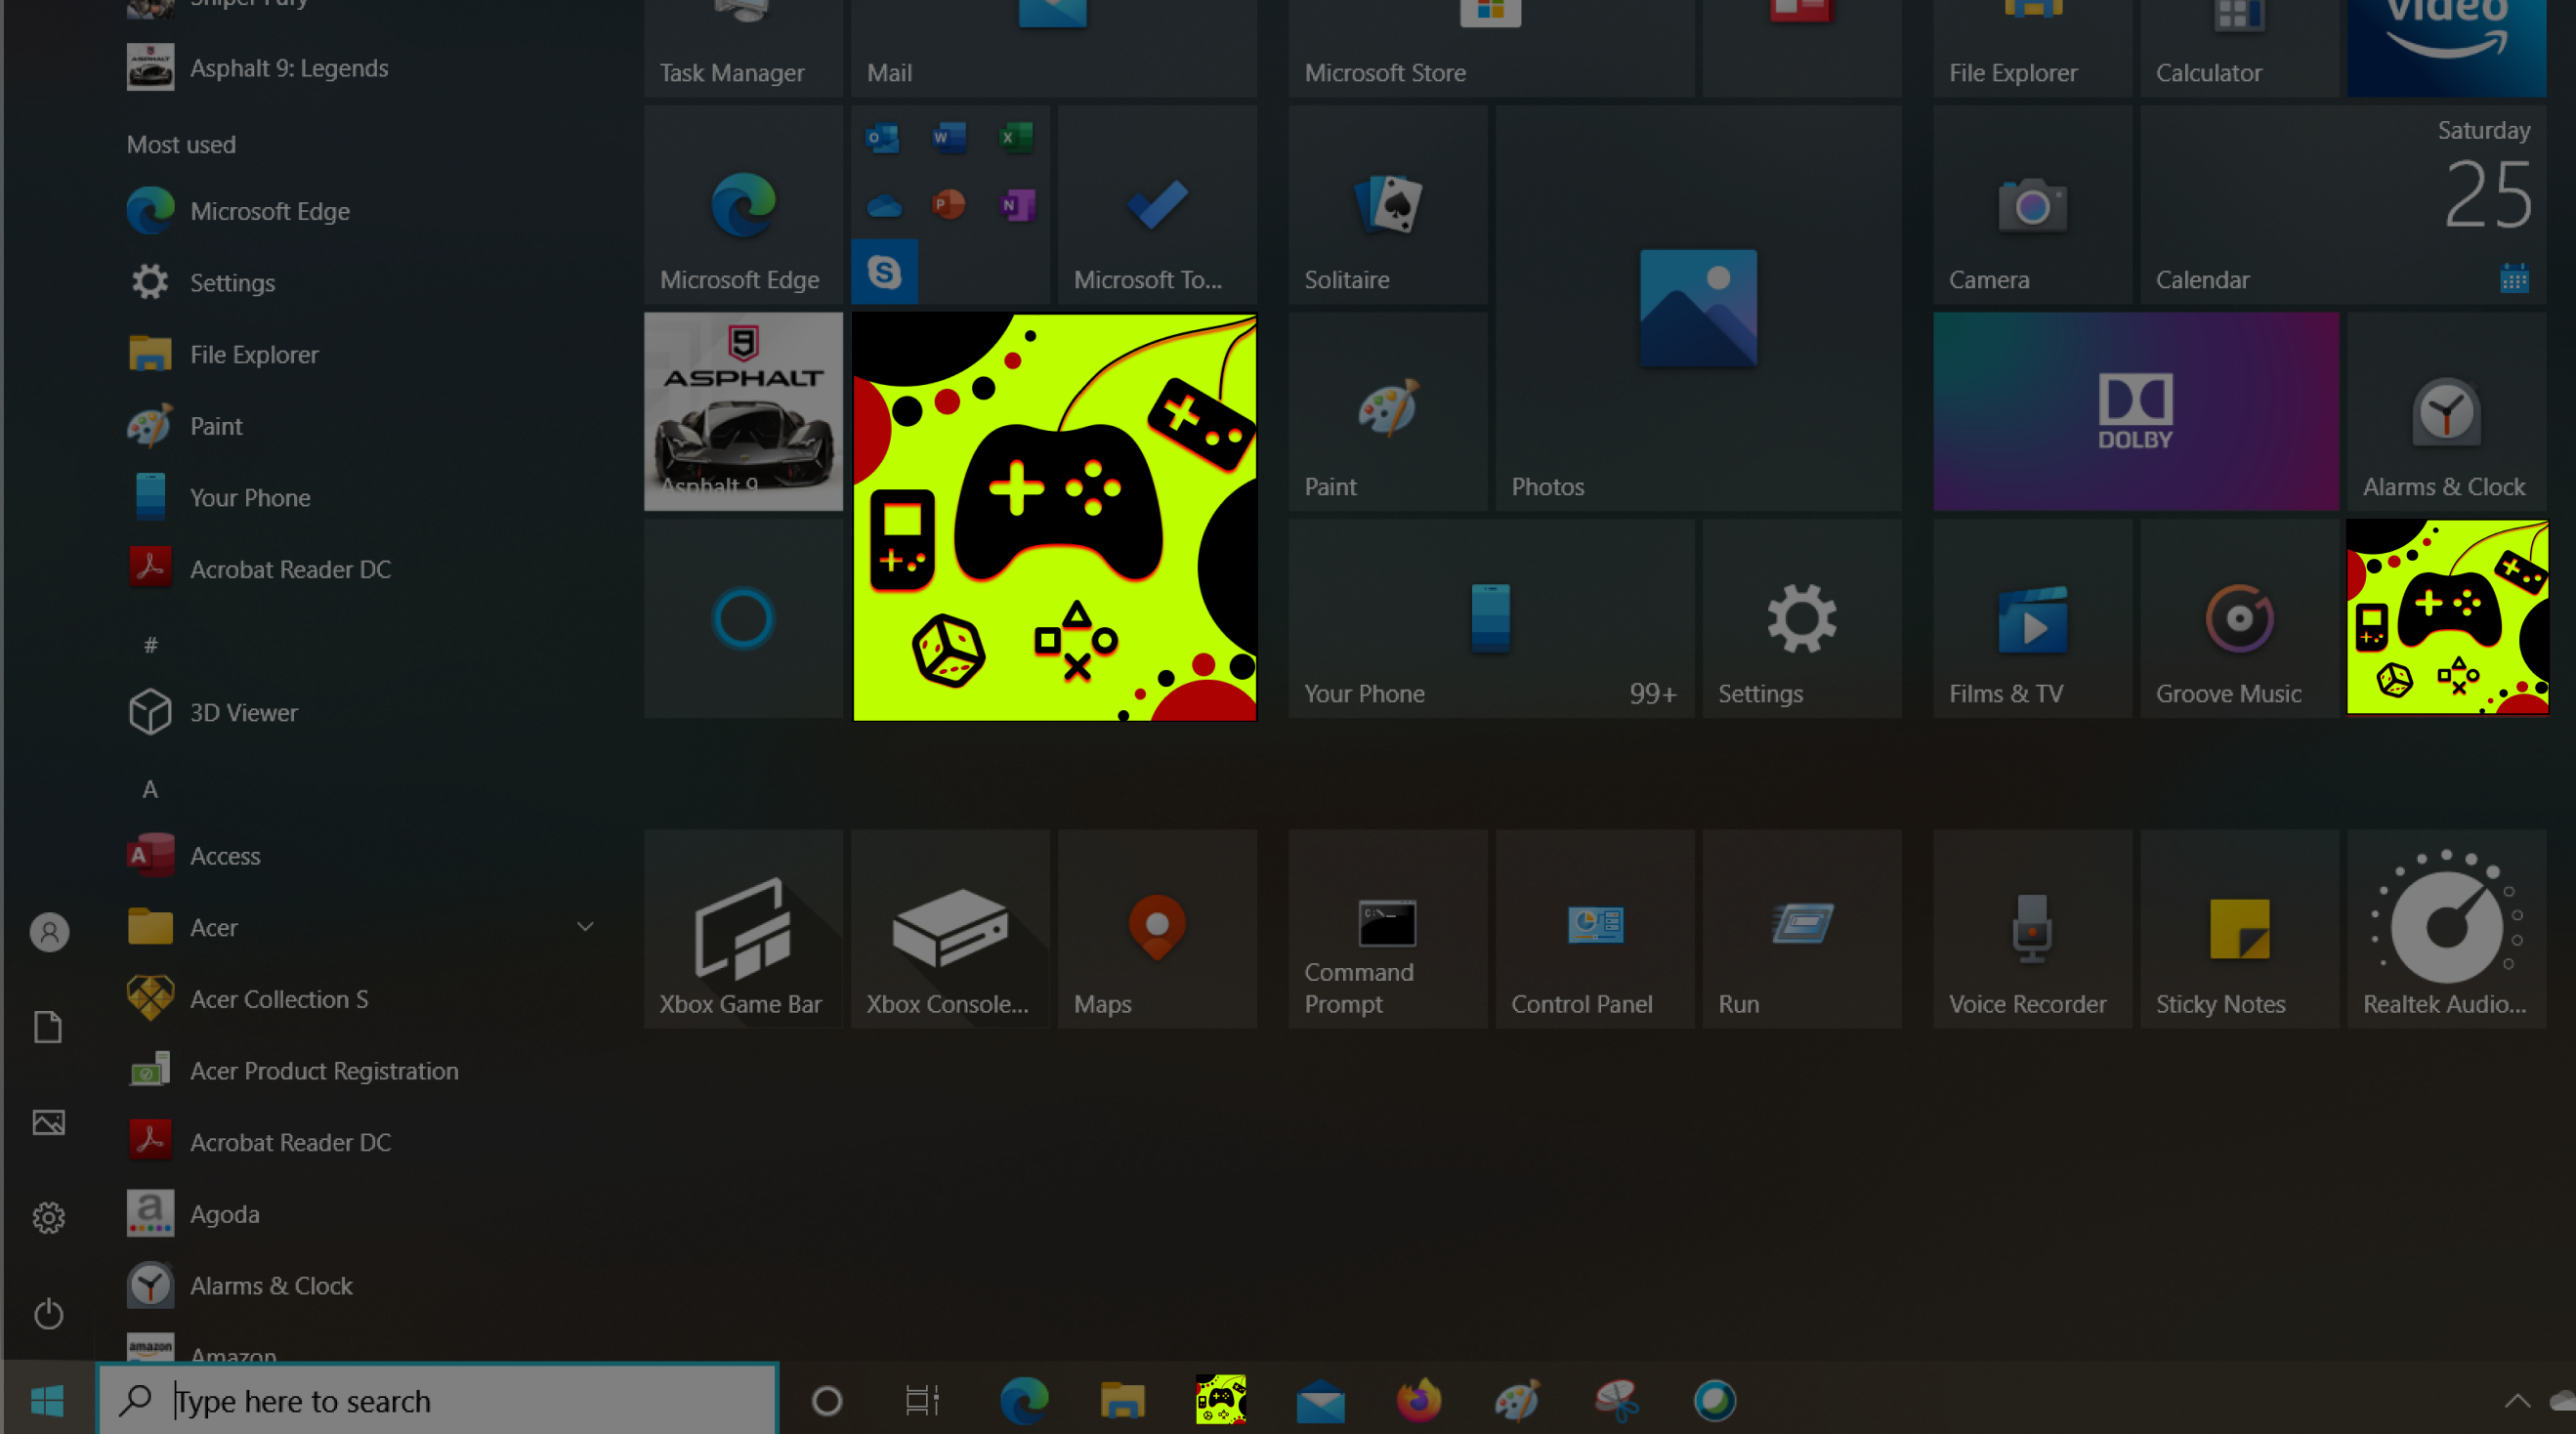 Sniper Fury
Asphalt 9: Legends
Most used
Microsoft Edge
Settings
File Explorer
Paint
Your Phone
Acrobat Reader DC
#
3D Viewer
A
Access
Acer
Acer Collection S
Acer Product Registration
Acrobat Reader DC
Agoda
Alarms & Clock
amazon
Amazon
Task Manager
Mail
Microsoft Edge
Microsoft To...
9
ASPHALT
Asphalt 9
Xbox Game Bar
Xbox Console...
Maps
Microsoft Store
Solitaire
Photos
Paint
Your Phone
99+
Settings
Command
Prompt
Control Panel
Run
File Explorer
Calculator
video
Camera
Saturday
25
Calendar
DOLBY
Alarms & Clock
Films & TV
Groove Music
Voice Recorder
Sticky Notes
Realtek Audio...
Type here to search